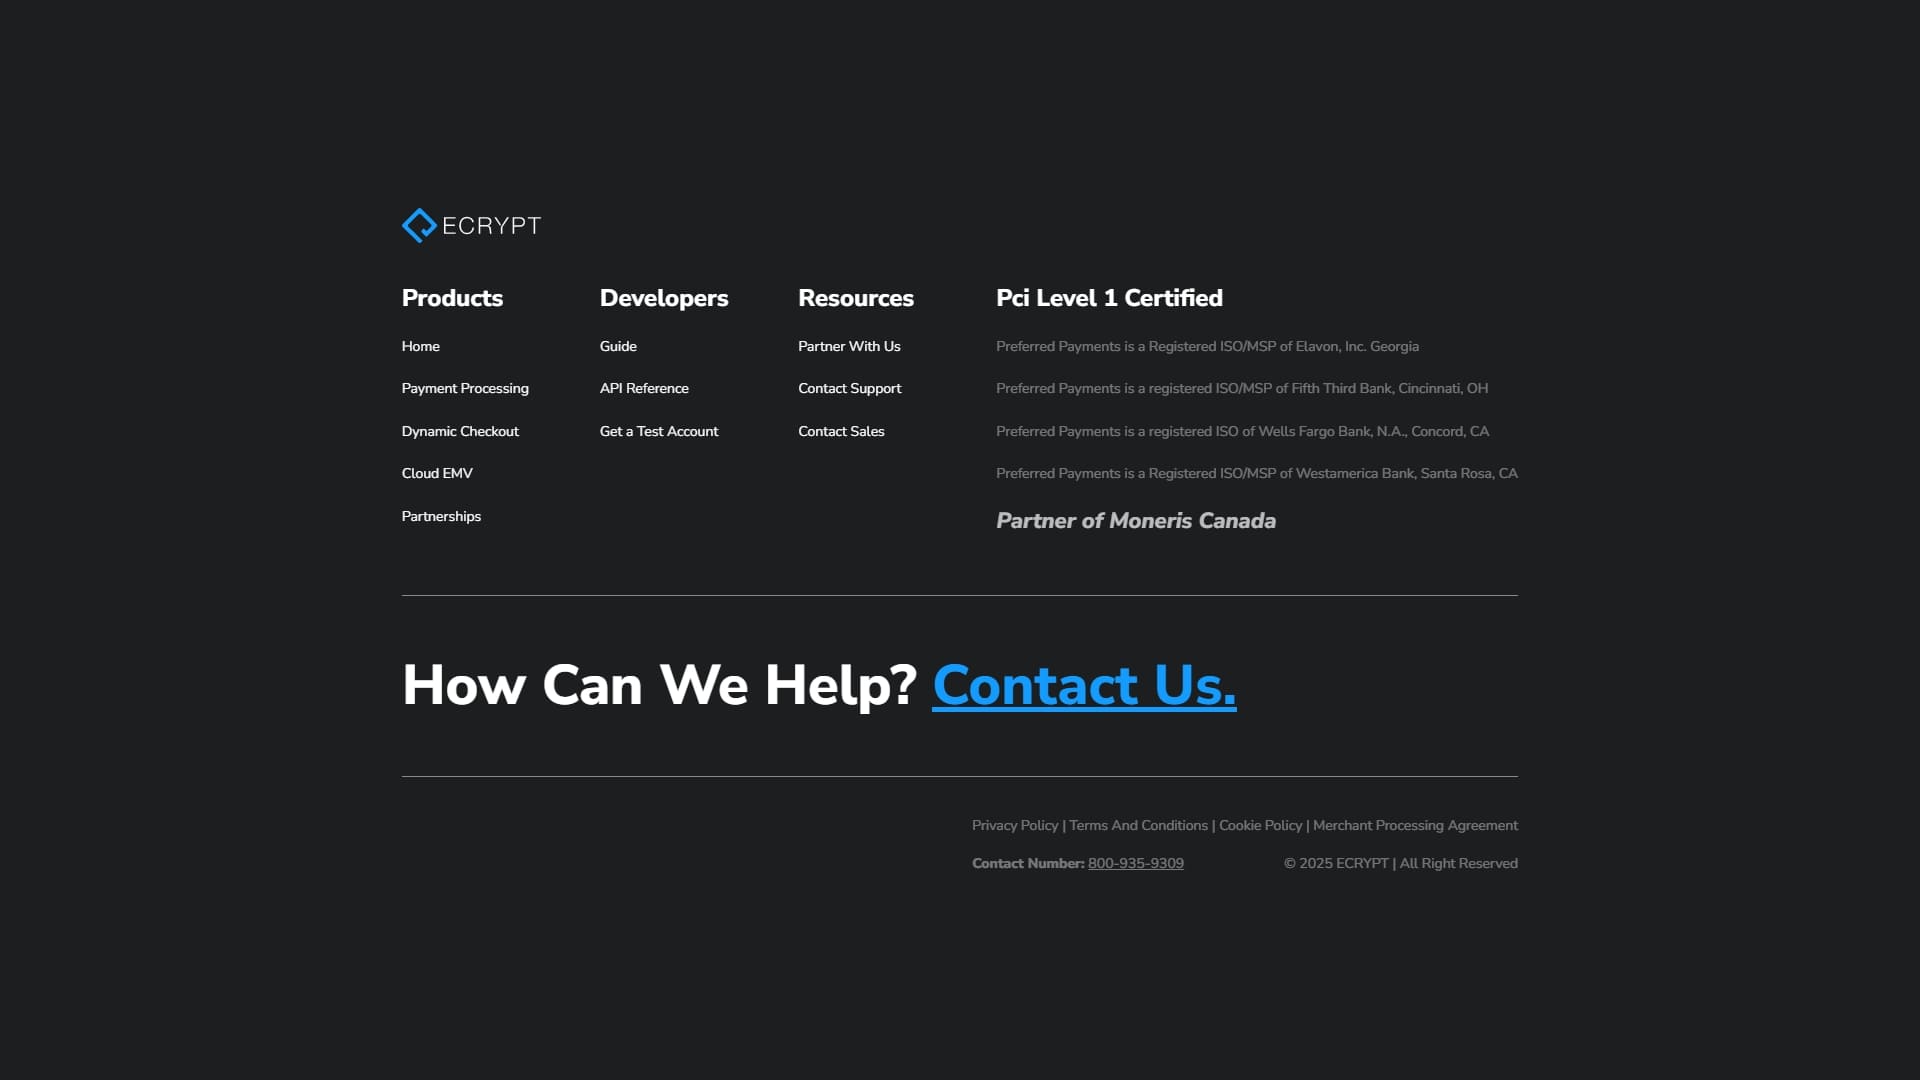 ECRYPT
Products
Home
Payment Processing
Dynamic Checkout
Cloud EMV
Partnerships
Developers
Guide
API Reference
Get a Test Account
Resources
Partner With Us
Contact Support
Contact Sales
Pci Level 1 Certified
Preferred Payments is a Registered ISO/MSP of Elavon, Inc. Georgia
Preferred Payments is a registered ISO/MSP of Fifth Third Bank, Cincinnati, OH
Preferred Payments is a registered ISO of Wells Fargo Bank, N.A., Concord, CA
Preferred Payments is a Registered ISO/MSP of Westamerica Bank, Santa Rosa, CA
Partner of Moneris Canada
How Can We Help? Contact Us.
Privacy Policy | Terms And Conditions | Cookie Policy | Merchant Processing Agreement
Contact Number: 800-935-9309
© 2025 ECRYPT | All Right Reserved